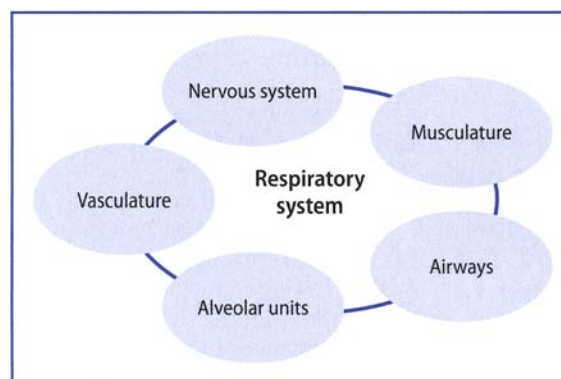 Nervous system
Musculature
Respiratory
system
Vasculature
Airways
Alveolar units